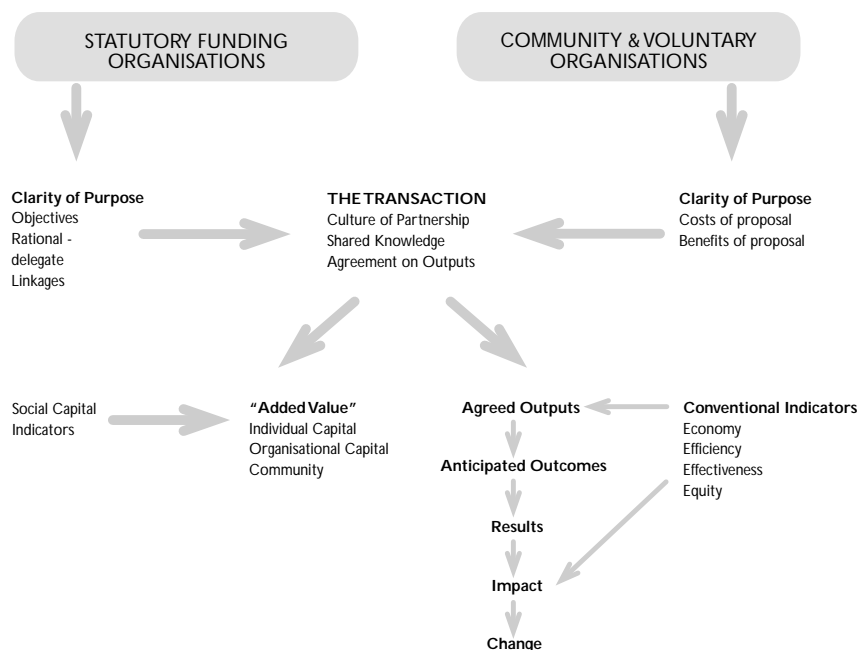 STATUTORY FUNDING
ORGANISATIONS
COMMUNITY & VOLUNTARY
ORGANISATIONS
Clarity of Purpose
Objectives
Rational -
delegate
Linkages
THE TRANSACTION
Culture of Partnership
Shared Knowledge
Agreement on Outputs
Clarity of Purpose
Costs of proposal
Benefits of proposal
Social Capital
Indicators
“Added Value”
Individual Capital
Organisational Capital
Community
Agreed Outputs
Anticipated Outcomes
Results
Impact
Change
Conventional Indicators
Economy
Efficiency
Effectiveness
Equity